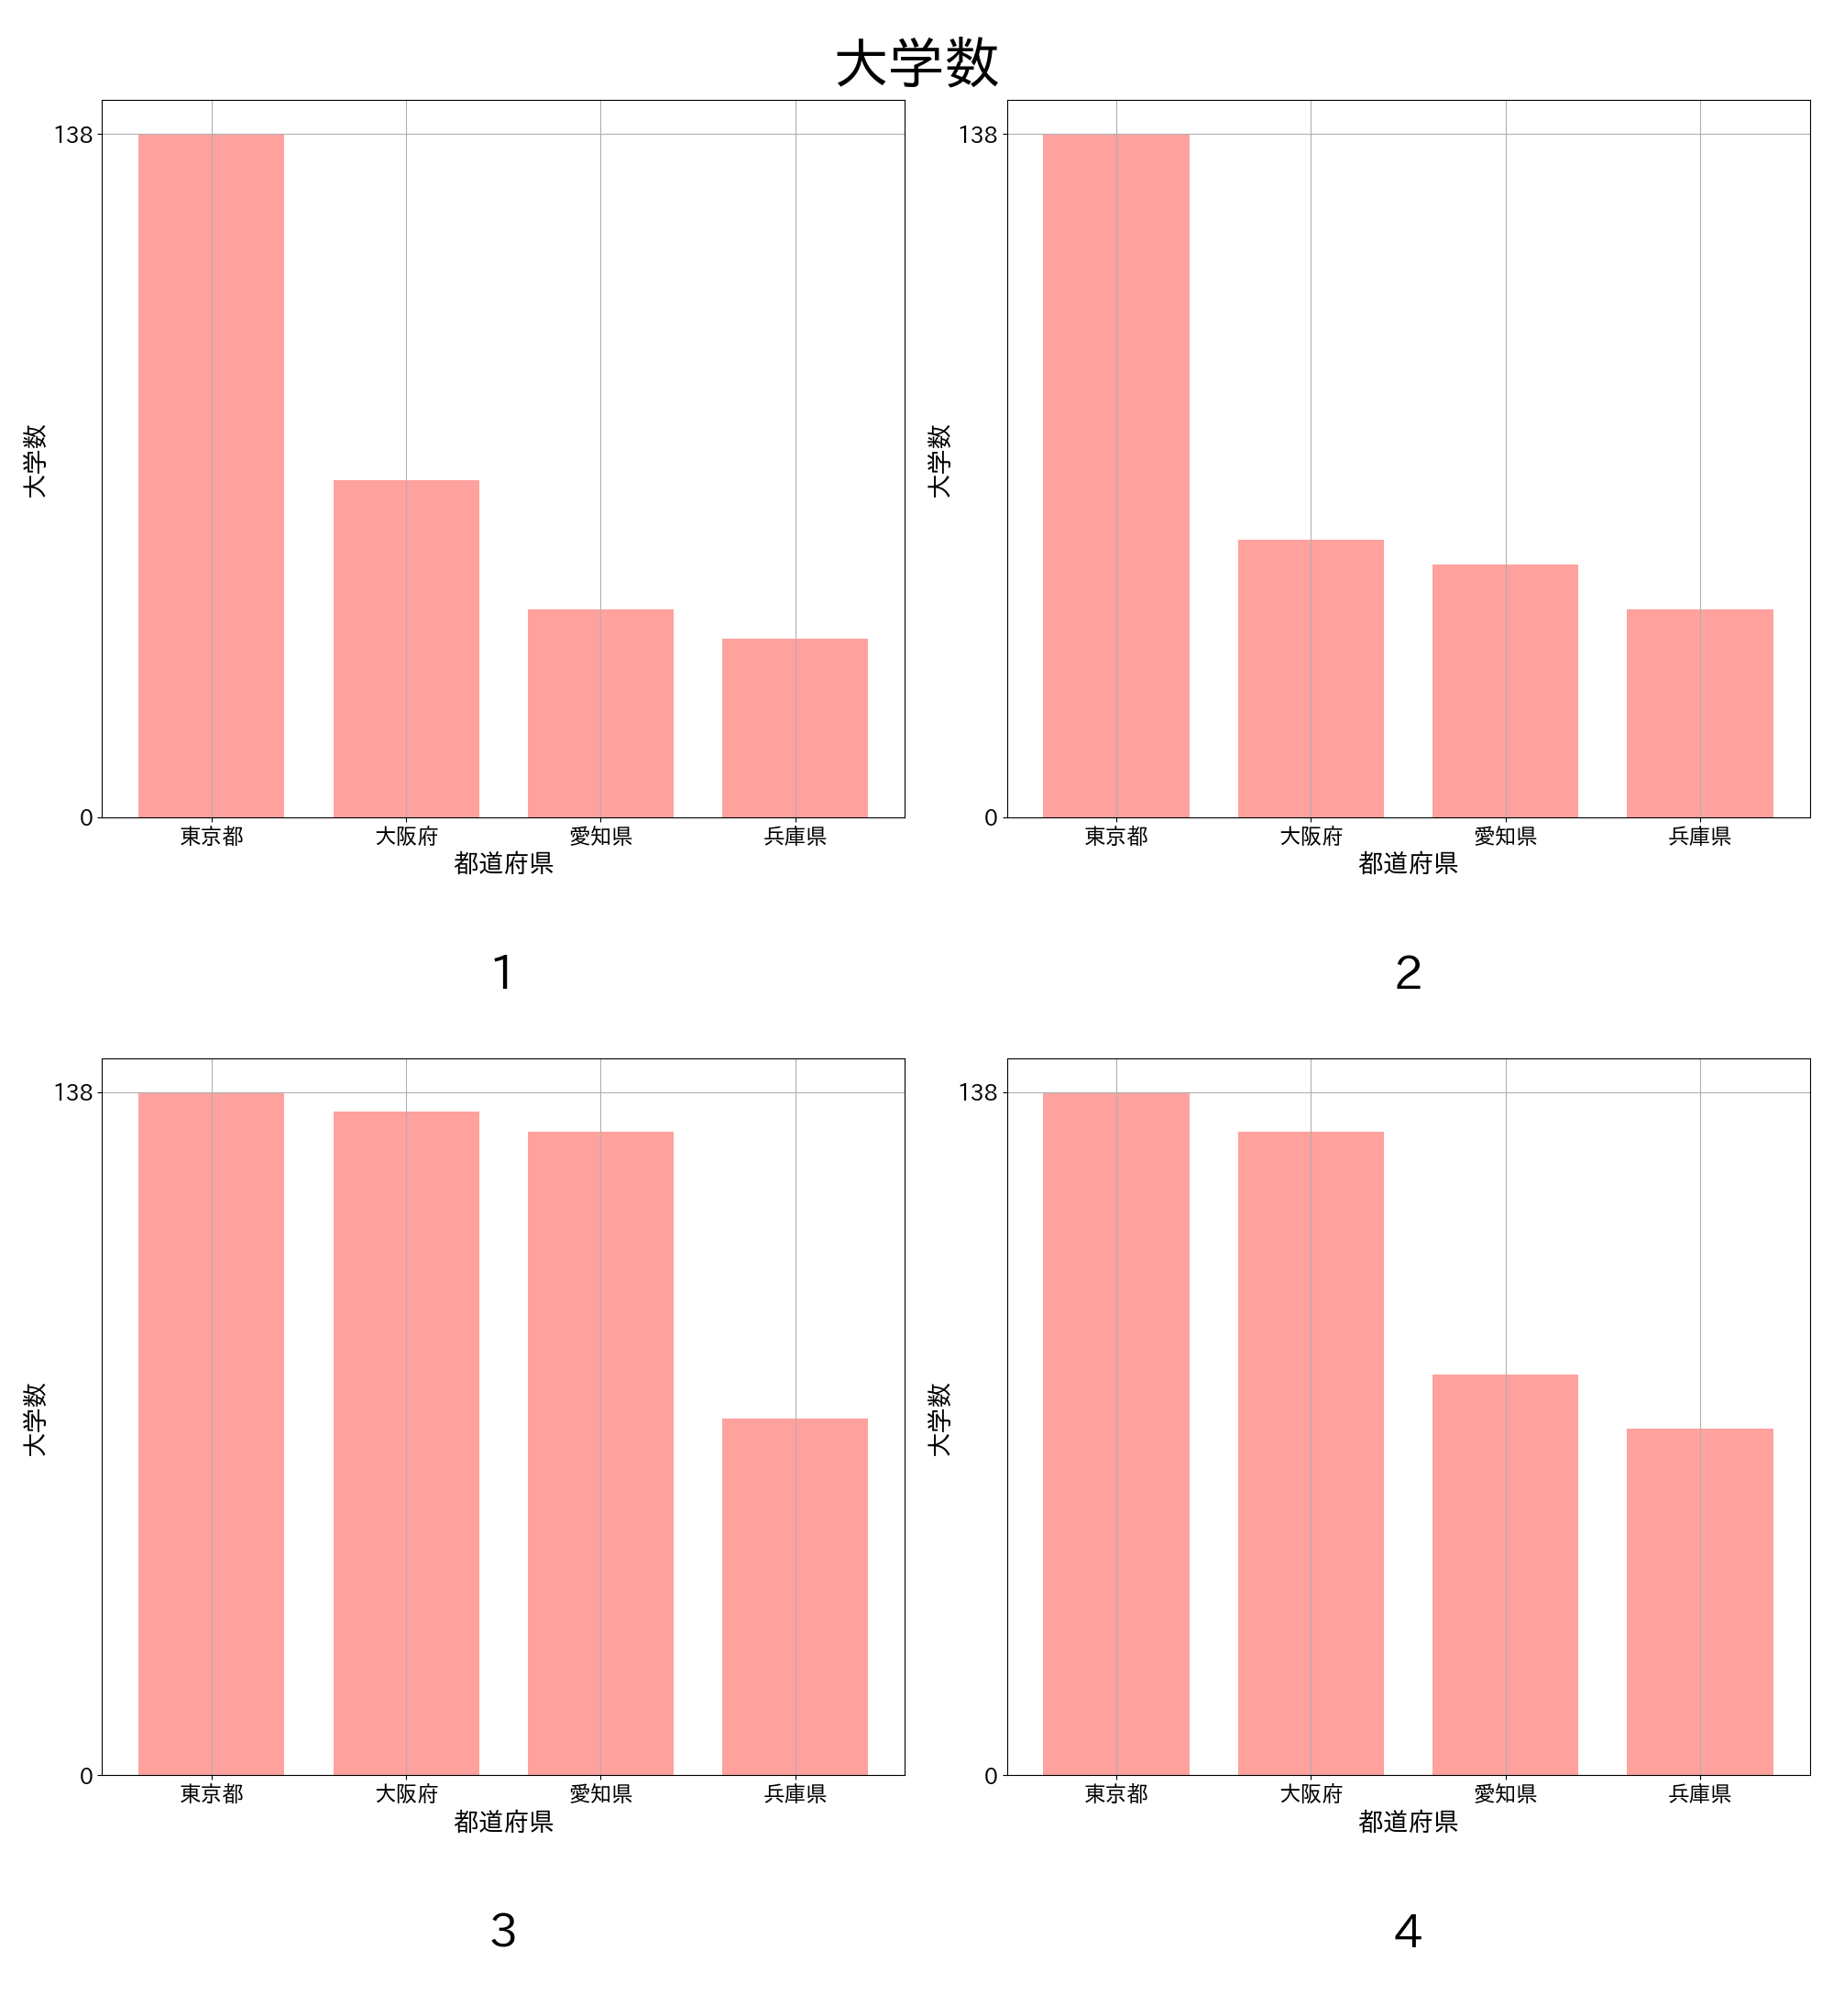 大学数
138
0
大学数
東京都 大阪府 愛知県 兵庫県
都道府県
1
138
0
大学数
東京都 大阪府 愛知県 兵庫県
都道府県
2
138
0
大学数
東京都 大阪府 愛知県 兵庫県
都道府県
3
138
0
大学数
東京都 大阪府 愛知県 兵庫県
都道府県
4